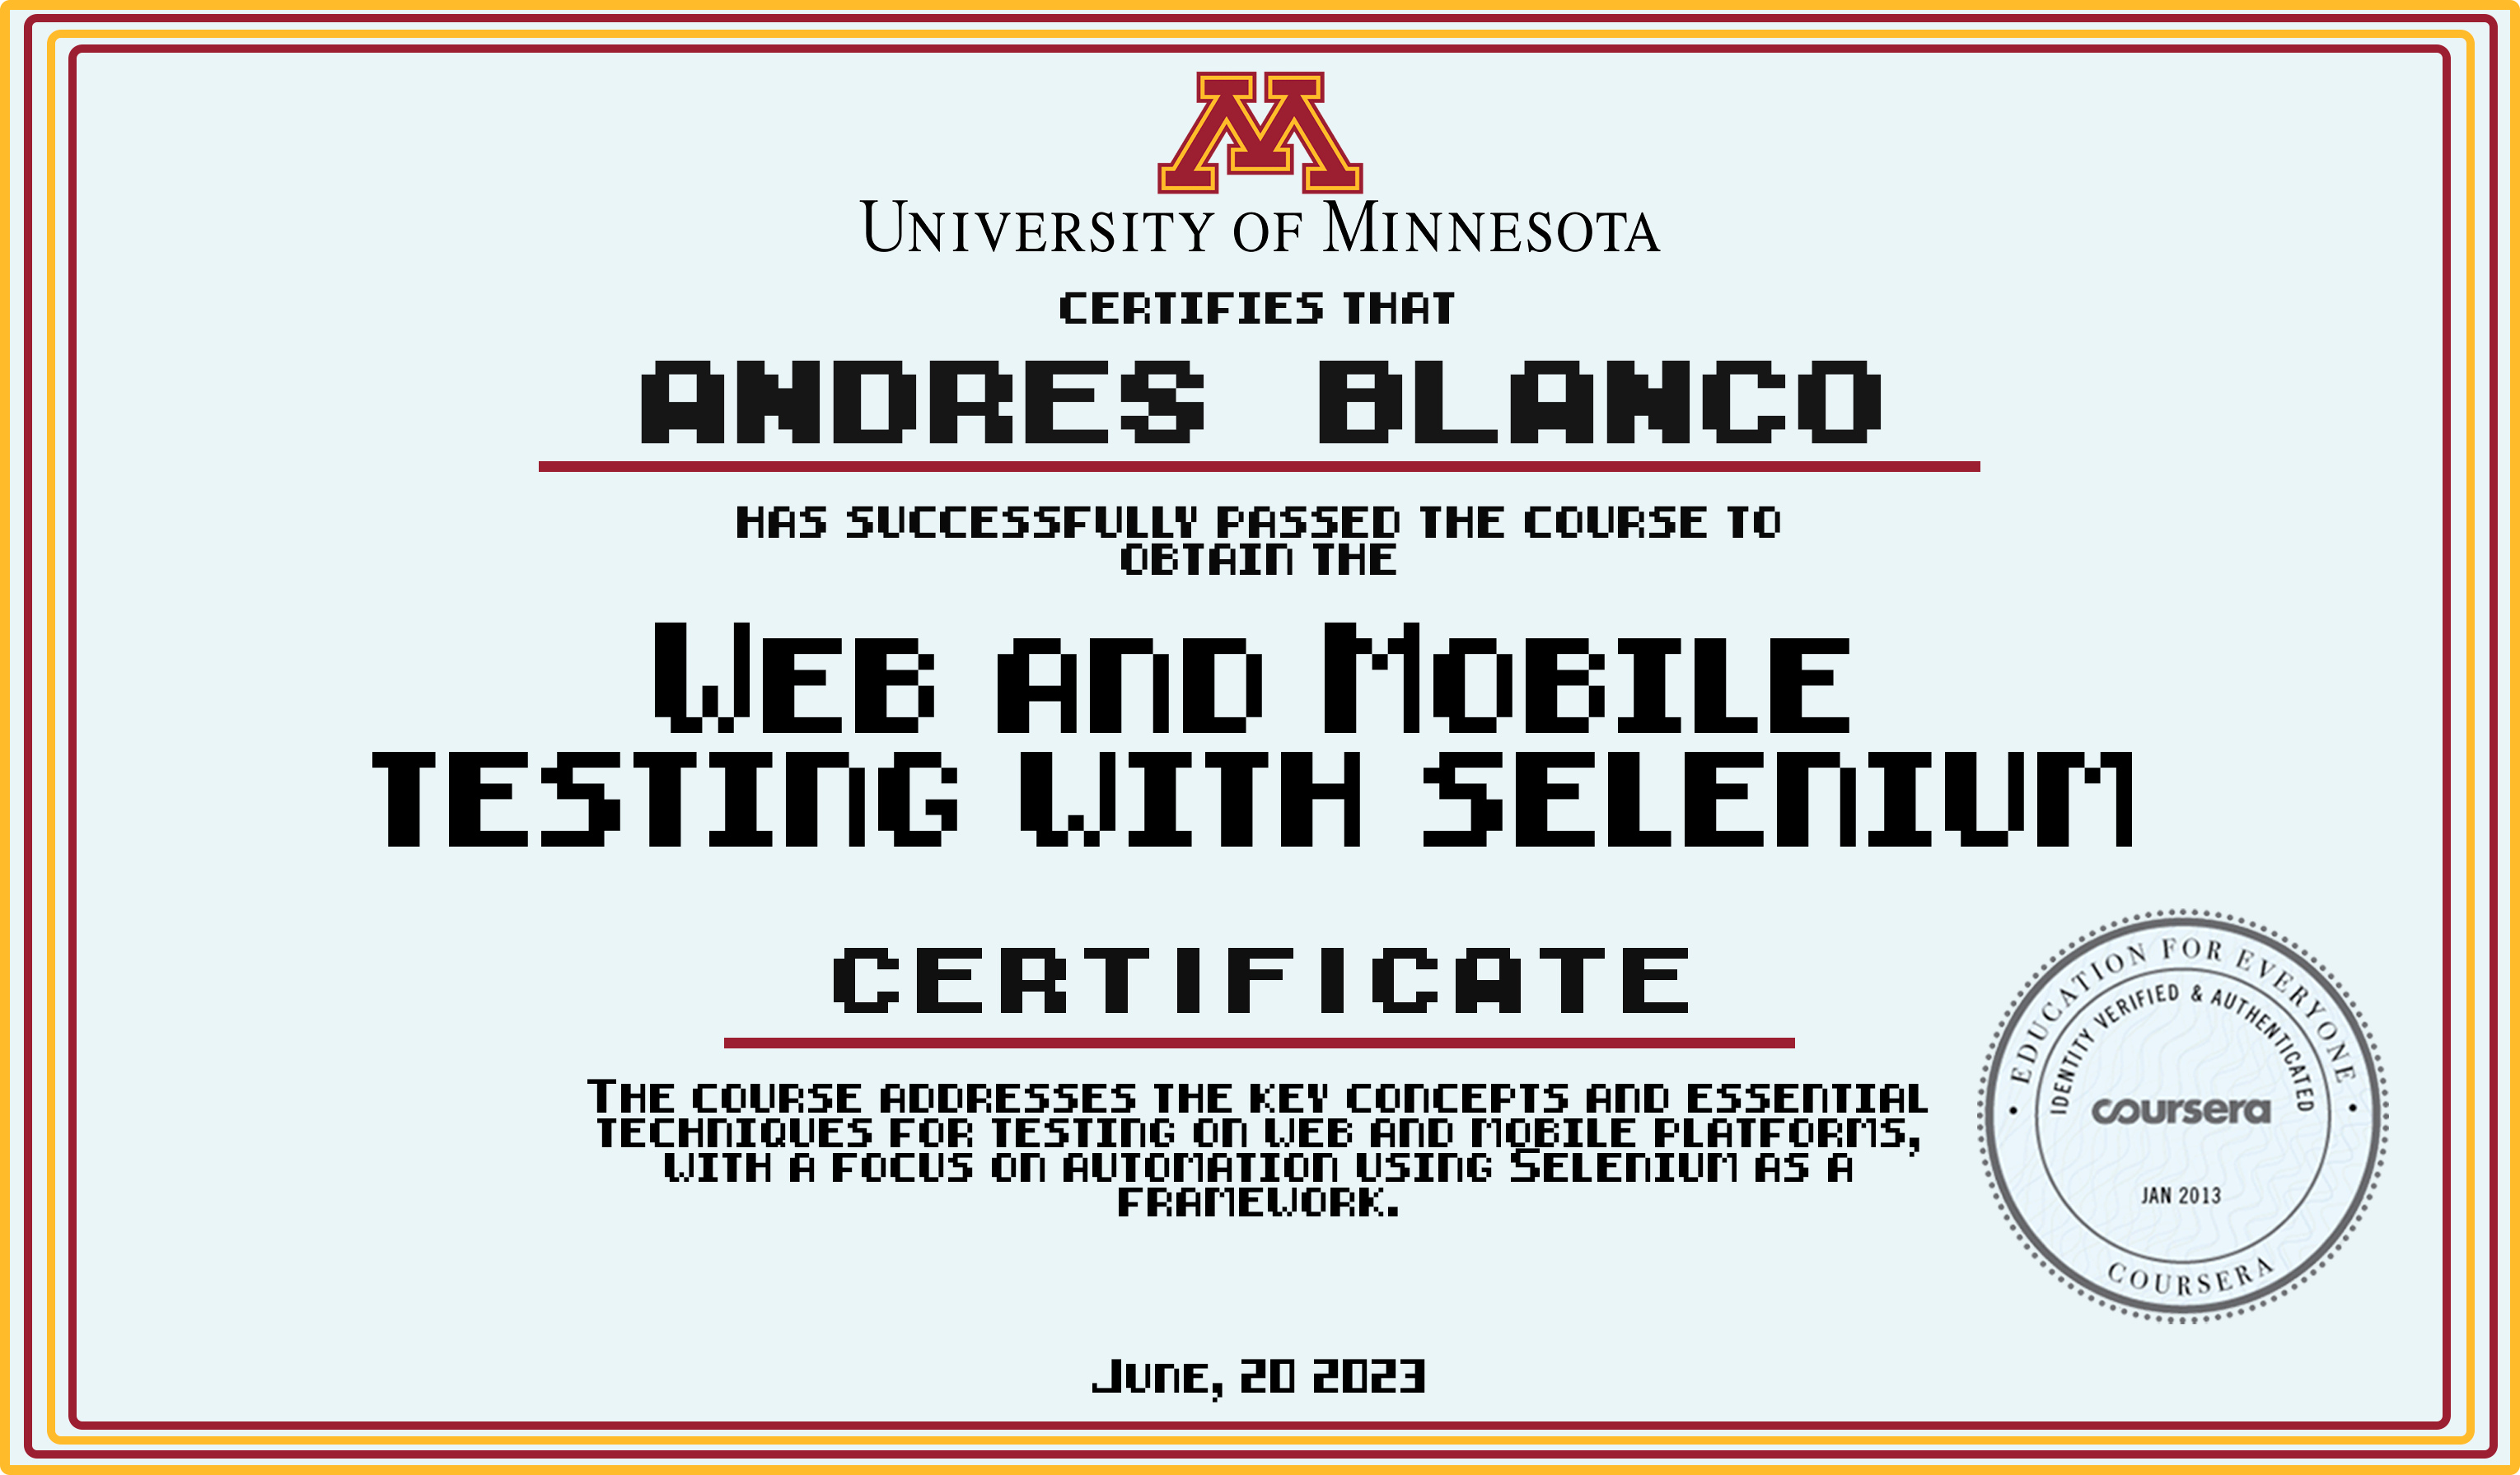 M
UNIVERSITY OF MINNESOTA
CERTIFIES THAT
ANDRES BLANCO
HAS SUCCESSFULLY PASSED THE COURSE TO
OBTAIN THE
WEB AND MOBILE
TESTING WITH SELENIUM
CERTIFICATE
THE COURSE ADDRESSES THE KEY CONCEPTS AND ESSENTIAL
TECHNIQUES FOR TESTING ON WEB AND MOBILE PLATFORMS,
WITH A FOCUS ON AUTOMATION USING SELENIUM AS A
FRAMEWORK.
EDUCATION FOR EVERYONE
IDENTITY VERIFIED & AUTHENTICATED
coursera
JAN 2013
COURSERA
JUNE, 20 2023